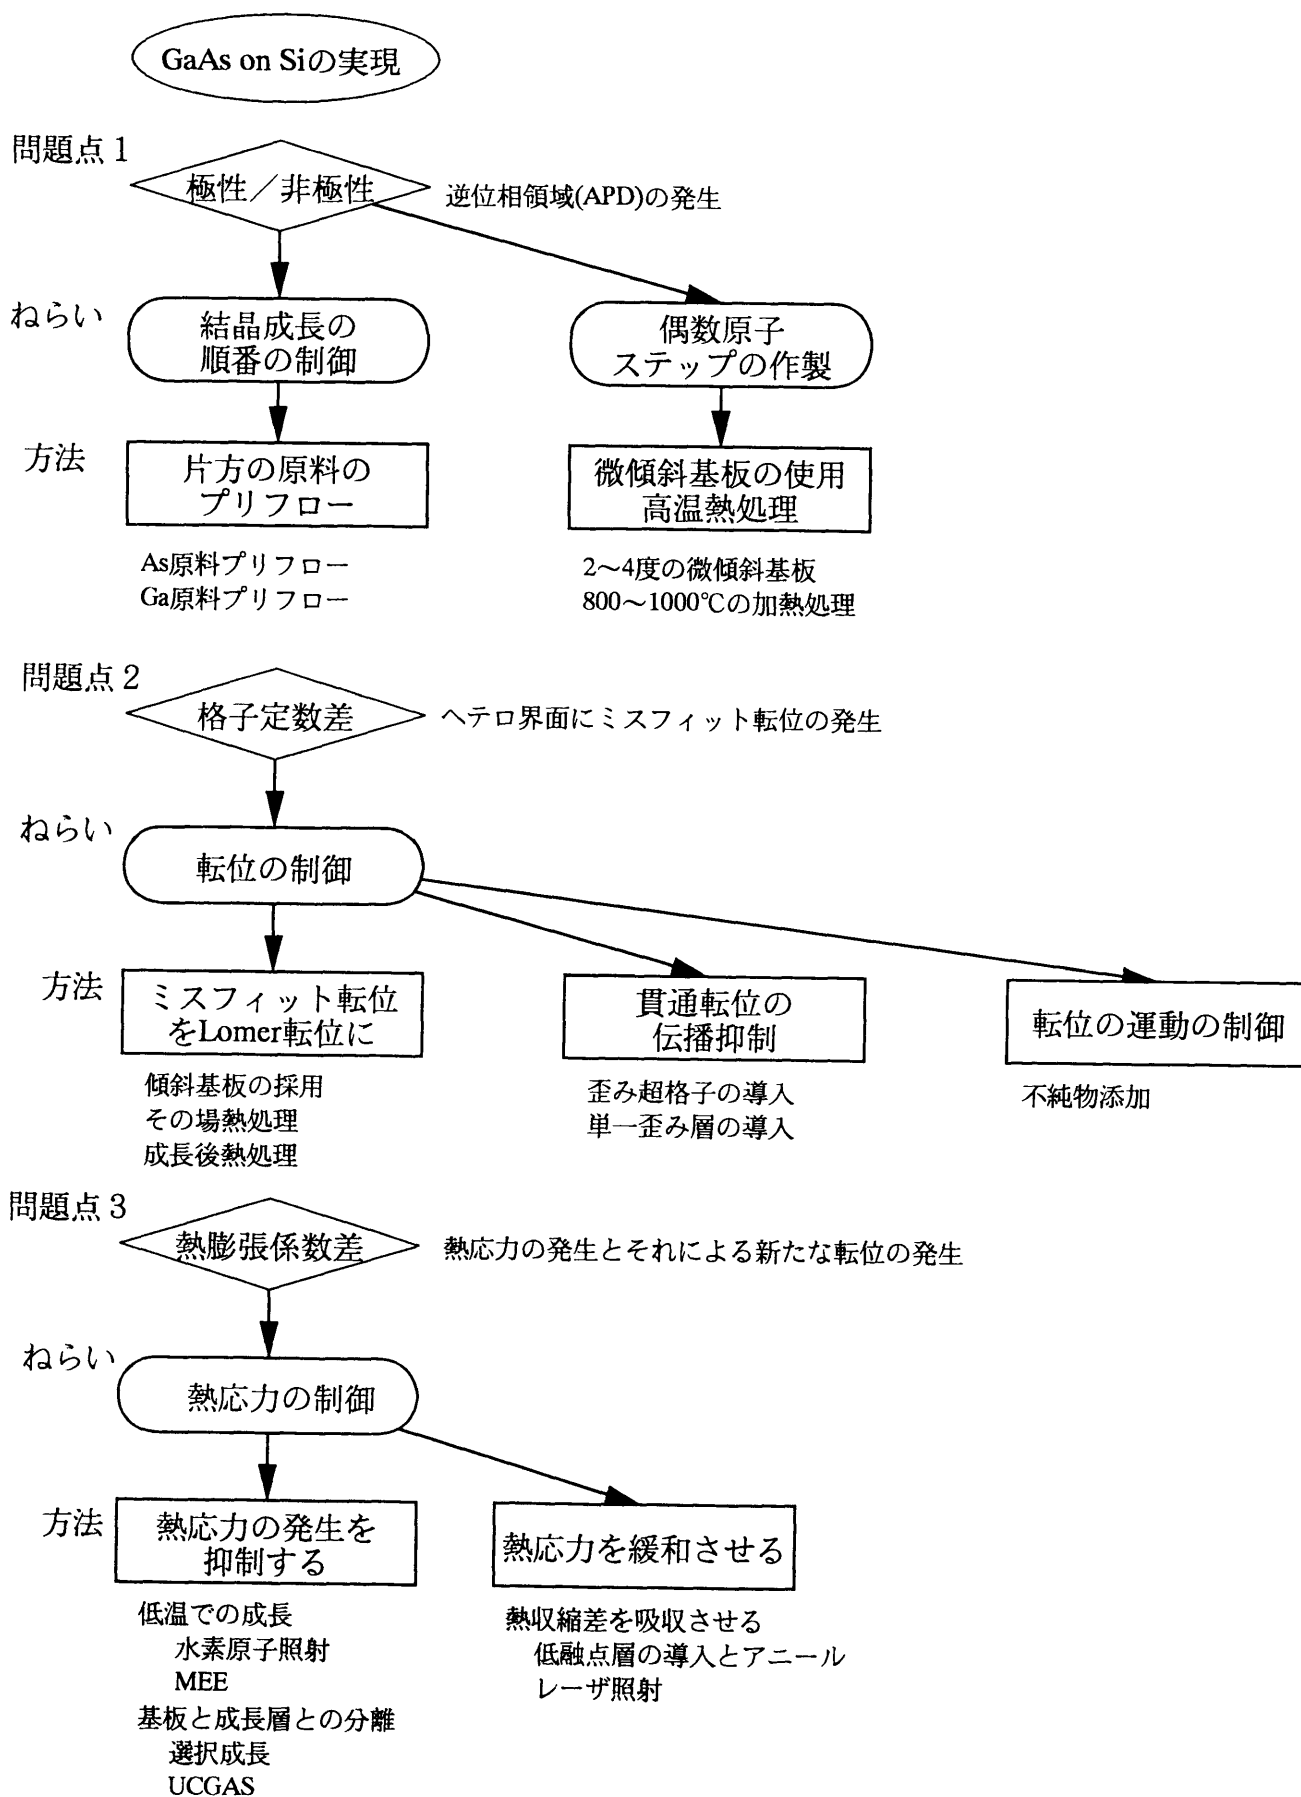 GaAs on Siの実現
問題点1
極性／非極性
逆位相領域(APD)の発生
ねらい
結晶成長の
順番の制御
偶数原子
ステップの作製
方法
片方の原料の
プリフロー
微傾斜基板の使用
高温熱処理
As原料プリフロー
Ga原料プリフロー
2～4度の微傾斜基板
800～1000℃の加熱処理
問題点2
格子定数差
ヘテロ界面にミスフィット転位の発生
ねらい
転位の制御
方法
ミスフィット転位
をLomer転位に
貫通転位の
伝播抑制
転位の運動の制御
傾斜基板の採用
その場熱処理
成長後熱処理
歪み超格子の導入
単一歪み層の導入
不純物添加
問題点3
熱膨張係数差
熱応力の発生とそれによる新たな転位の発生
ねらい
熱応力の制御
方法
熱応力の発生を
抑制する
熱応力を緩和させる
低温での成長
水素原子照射
MEE
基板と成長層との分離
選択成長
UCGAS
熱収縮差を吸収させる
低融点層の導入とアニール
レーザ照射